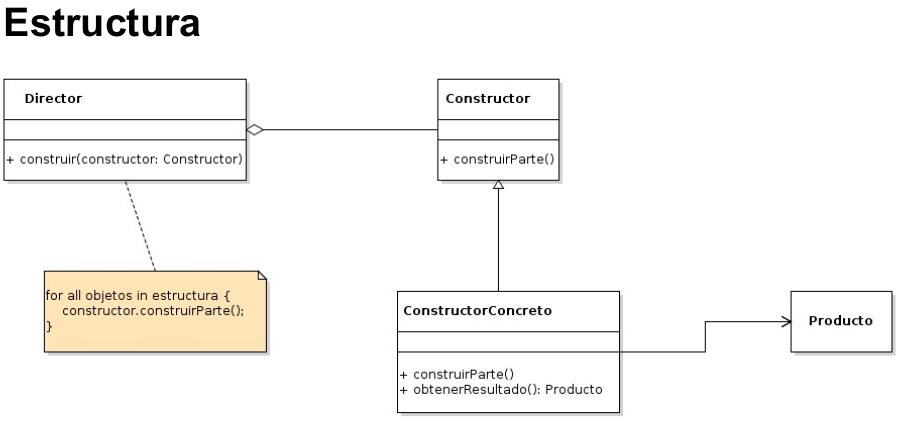 Estructura
Director
+ construir(constructor: Constructor)
Constructor
+ construirParte()
for all objetos in estructura {
constructor.construirParte();
}
ConstructorConcreto
+ construirParte()
+ obtenerResultado(): Producto
Producto